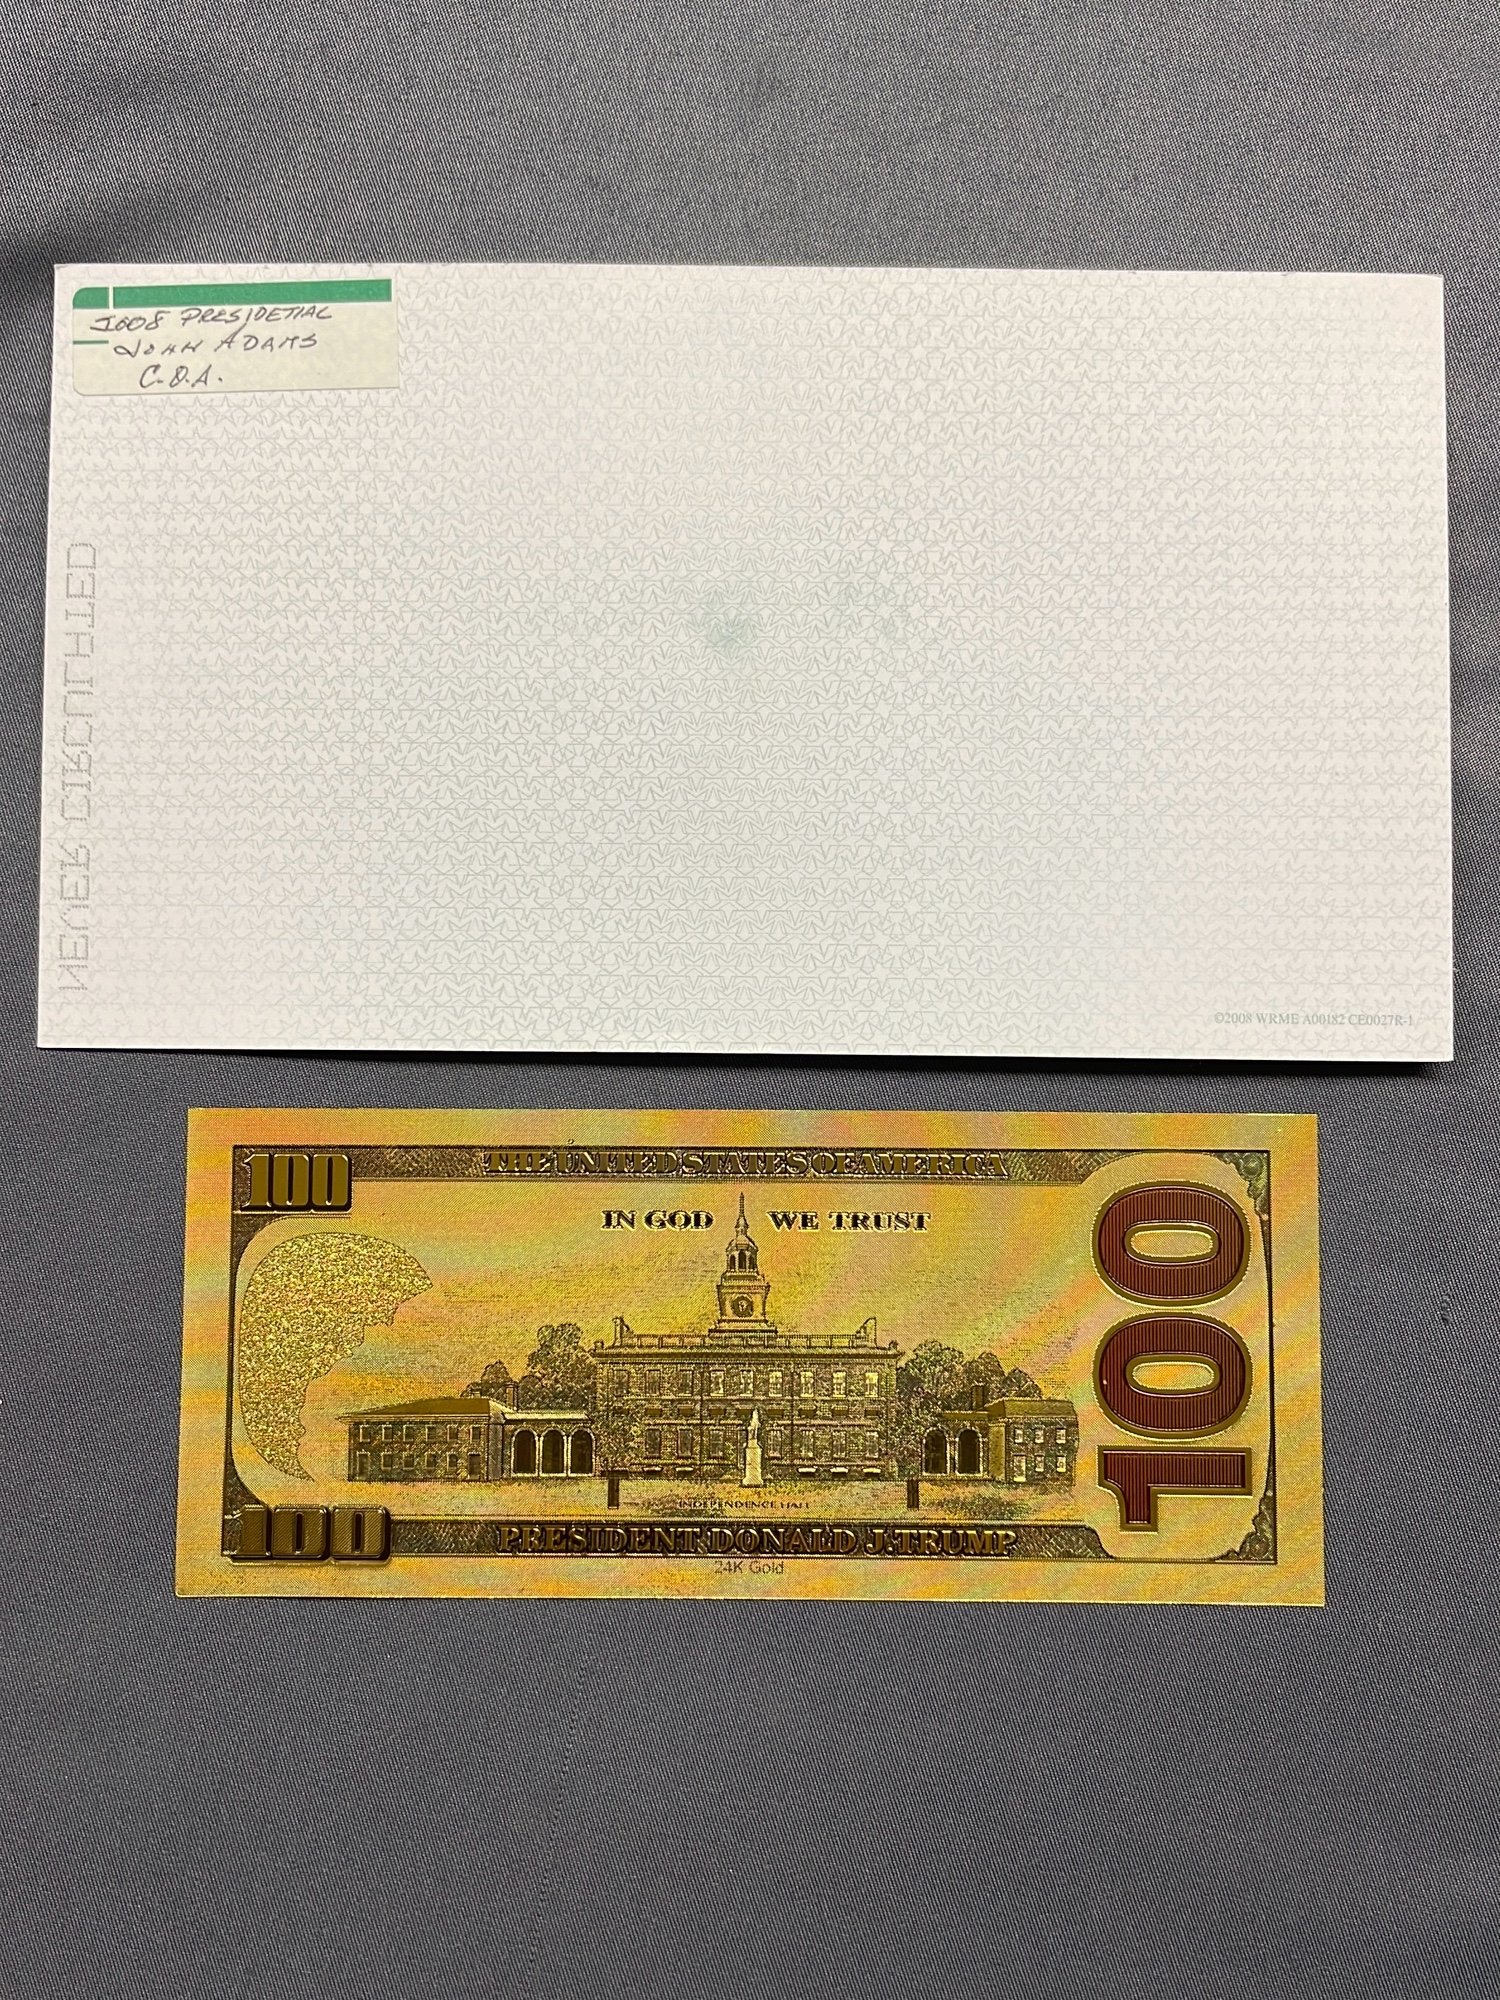 2008 PRESIDETIAL
JOHN ADAMS
C.O.A.
NEVER CIRCULATED
©2008 WRME A00182 CE0027R-1
100
THE UNITED STATES OF AMERICA
IN GOD WE TRUST
100
INDEPENDENCE HALL
100
PRESIDENT DONALD J. TRUMP
24K Gold